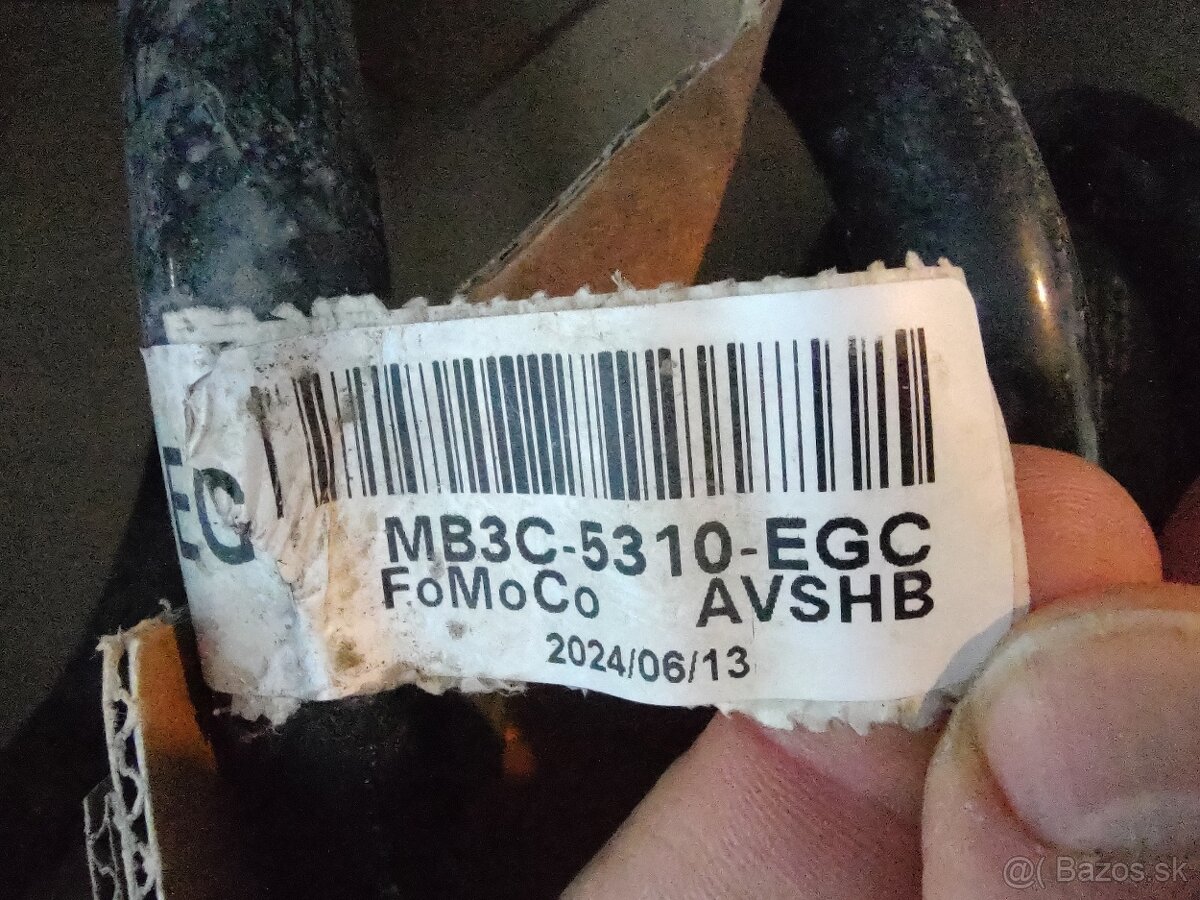 EG
MB3C-5310-EGC
FoMoCo AVSHB
2024/06/13
@( Bazos.sk